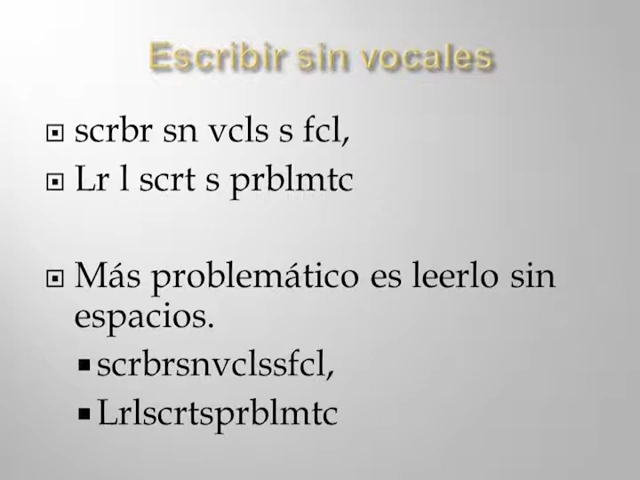 Escribir sin vocales
scrbr sn vcls s fcl,
Lr l scrt s prblmtc
Más problemático es leerlo sin
espacios.
scrbrsnvclssfcl,
Lrlscrtsprblmtc